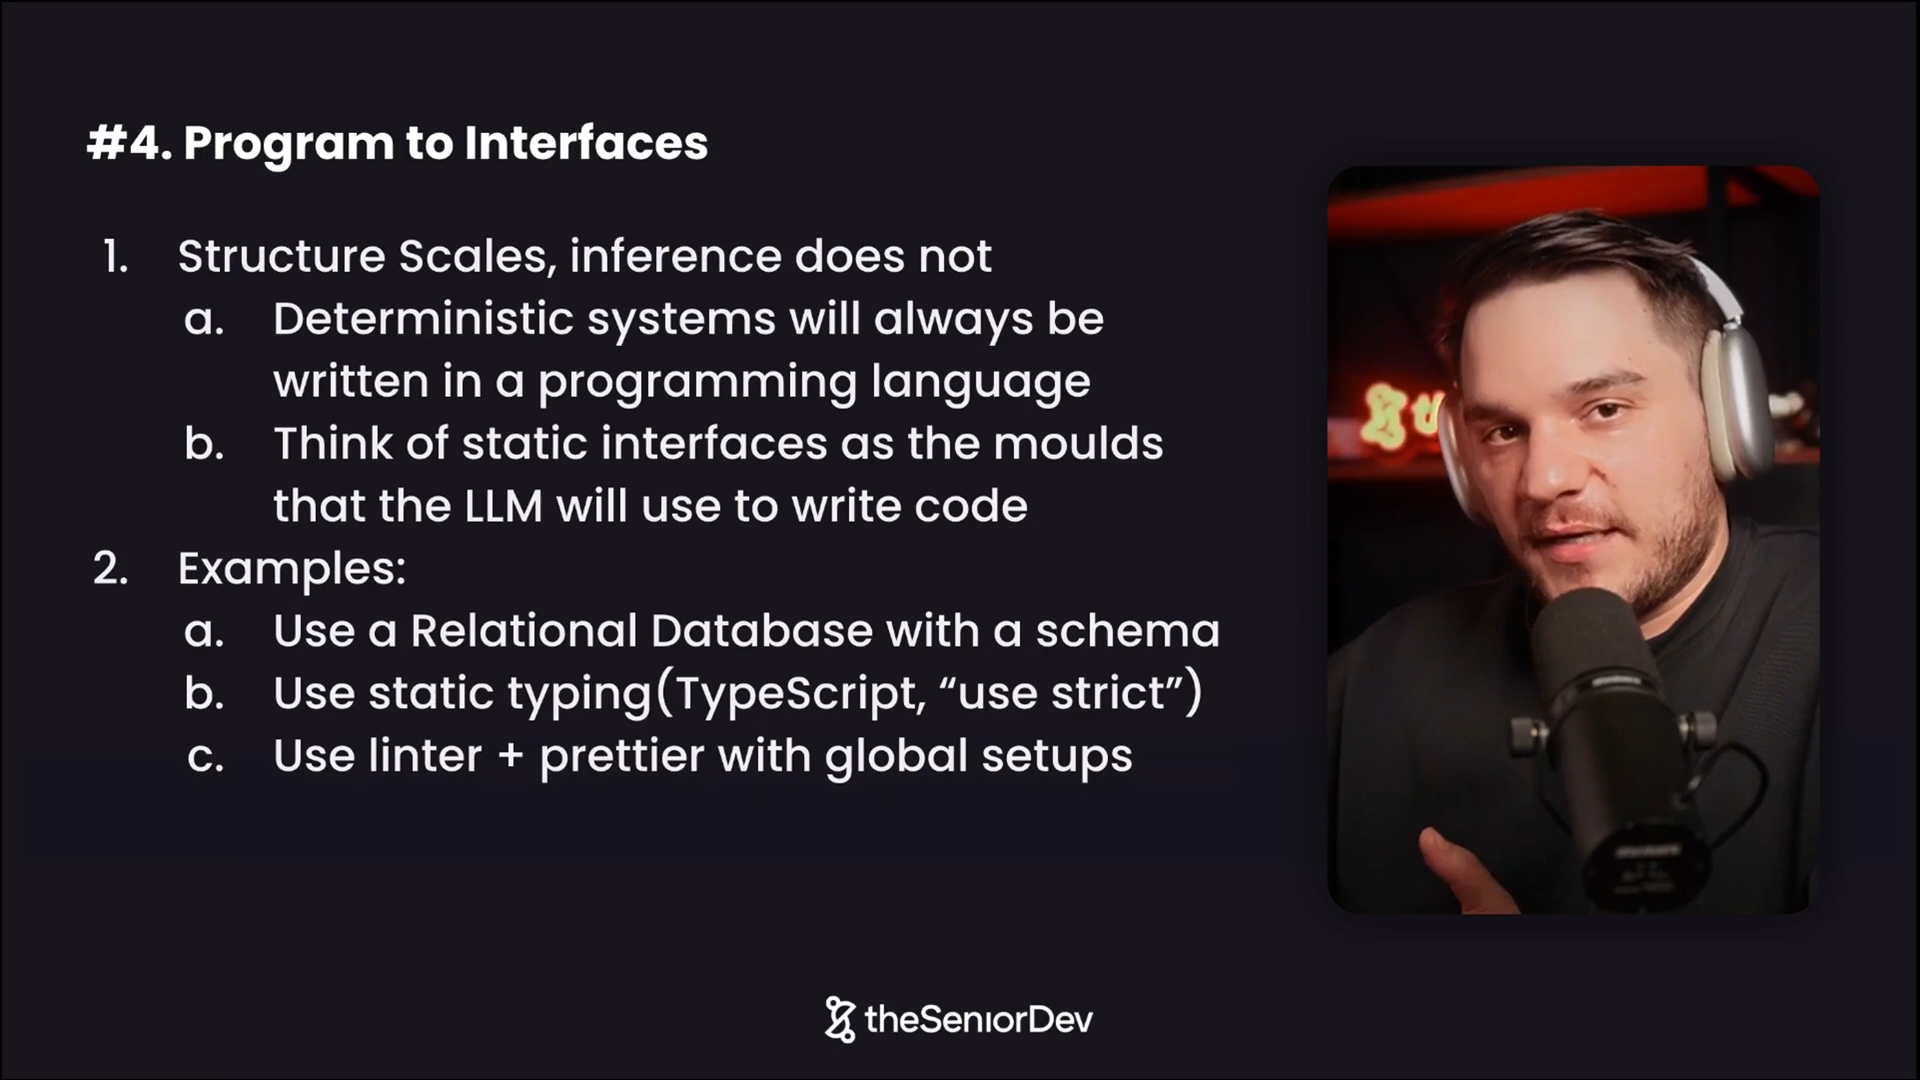 #4. Program to Interfaces
1. Structure Scales, inference does not
a. Deterministic systems will always be
written in a programming language
b. Think of static interfaces as the moulds
that the LLM will use to write code
2. Examples:
a. Use a Relational Database with a schema
b. Use static typing(TypeScript, “use strict”)
c. Use linter + prettier with global setups
theSeniorDev